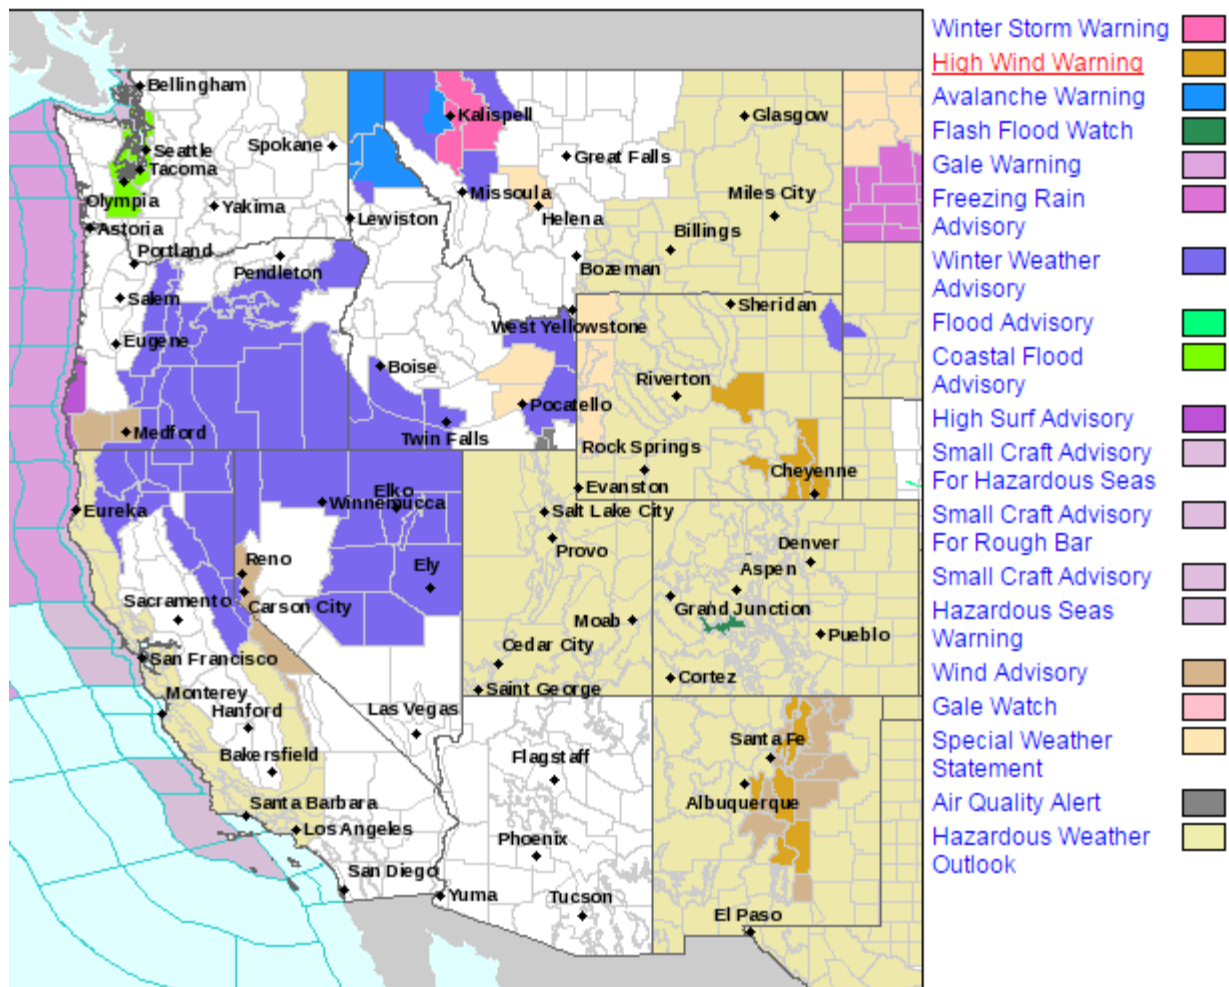 Bellingham
Kalispell
Glasgow
Seattle
Spokane
Tacoma
Great Falls
Olympia
Yakima
Missoula
Miles City
Lewiston
Helena
Astoria
Billings
Portland
Pendleton
Bozeman
Salem
Sheridan
West Yellowstone
Eugene
Boise
Riverton
Pocatello
Medford
Twin Falls
Rock Springs
Cheyenne
Elko
Evanston
Winnemucca
Eureka
Salt Lake City
Provo
Denver
Reno
Ely
Aspen
Sacramento
Carson City
Grand Junction
Moab
Pueblo
Cedar City
San Francisco
Cortez
Saint George
Monterey
Las Vegas
Hanford
Santa Fe
Bakersfield
Flagstaff
Albuquerque
Santa Barbara
Los Angeles
Phoenix
San Diego
Yuma
Tucson
El Paso
Winter Storm Warning
High Wind Warning
Avalanche Warning
Flash Flood Watch
Gale Warning
Freezing Rain
Advisory
Winter Weather
Advisory
Flood Advisory
Coastal Flood
Advisory
High Surf Advisory
Small Craft Advisory
For Hazardous Seas
Small Craft Advisory
For Rough Bar
Small Craft Advisory
Hazardous Seas
Warning
Wind Advisory
Gale Watch
Special Weather
Statement
Air Quality Alert
Hazardous Weather
Outlook